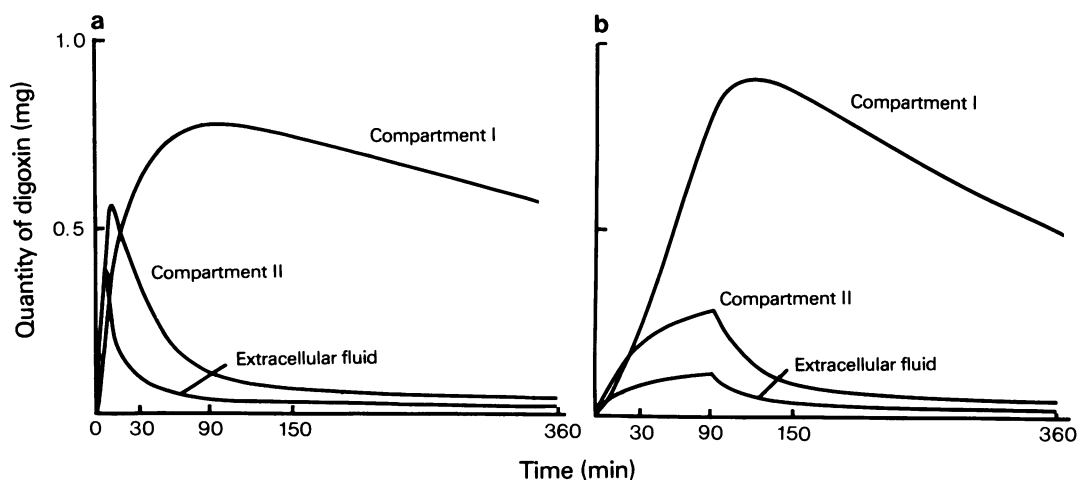 a
b
1.0
0.5
Quantity of digoxin (mg)
Compartment I
Compartment II
Extracellular fluid
0 30 90 150 360
Compartment I
Compartment II
Extracellular fluid
30 90 150 360
Time (min)